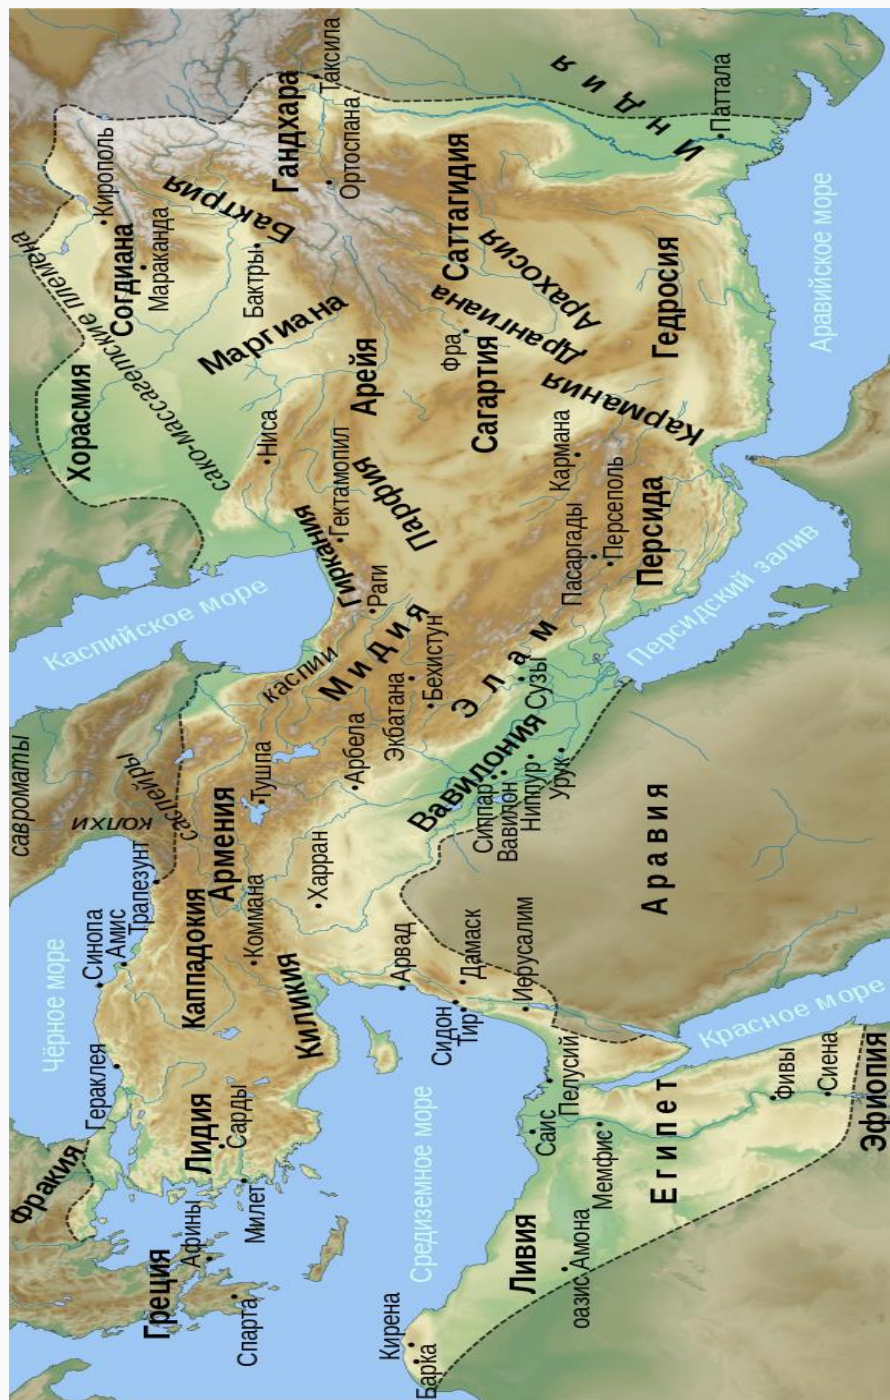 савроматы
колхи
саспейры
каспии
Чёрное море
Каспийское море
Фракия
Греция
Афины
Спарта
Милет
Сарды
Лидия
Гераклея
Синопа
Амис
Трапезунт
Каппадокия
Коммана
Армения
Тушпа
Киликия
Харран
Арбела
Хорасмия
сако-массагетские племена
Согдиана
Мараканда
Кирополь
Бактрия
Бактры
Маргиана
Ниса
Гиркания
Гектамопил
Парфия
Арейя
Раги
Мидия
Экбатана
Бехистун
Гандхара
Таксила
Ортоспана
Саттагидия
Арахосия
Дрангиана
Фра
Сагартия
Кармания
Кармана
Гедросия
Индия
Паттала
Аравийское море
Пасаргады
Персеполь
Персида
Персидский залив
Элам
Сузы
Вавилония
Сиппар
Вавилон
Ниппур
Урук
Аравия
Арвад
Дамаск
Сидон
Тир
Иерусалим
Средиземное море
Кирена
Барка
Ливия
оазис Амона
Саис
Пелусий
Мемфис
Египет
Фивы
Сиена
Эфиопия
Красное море